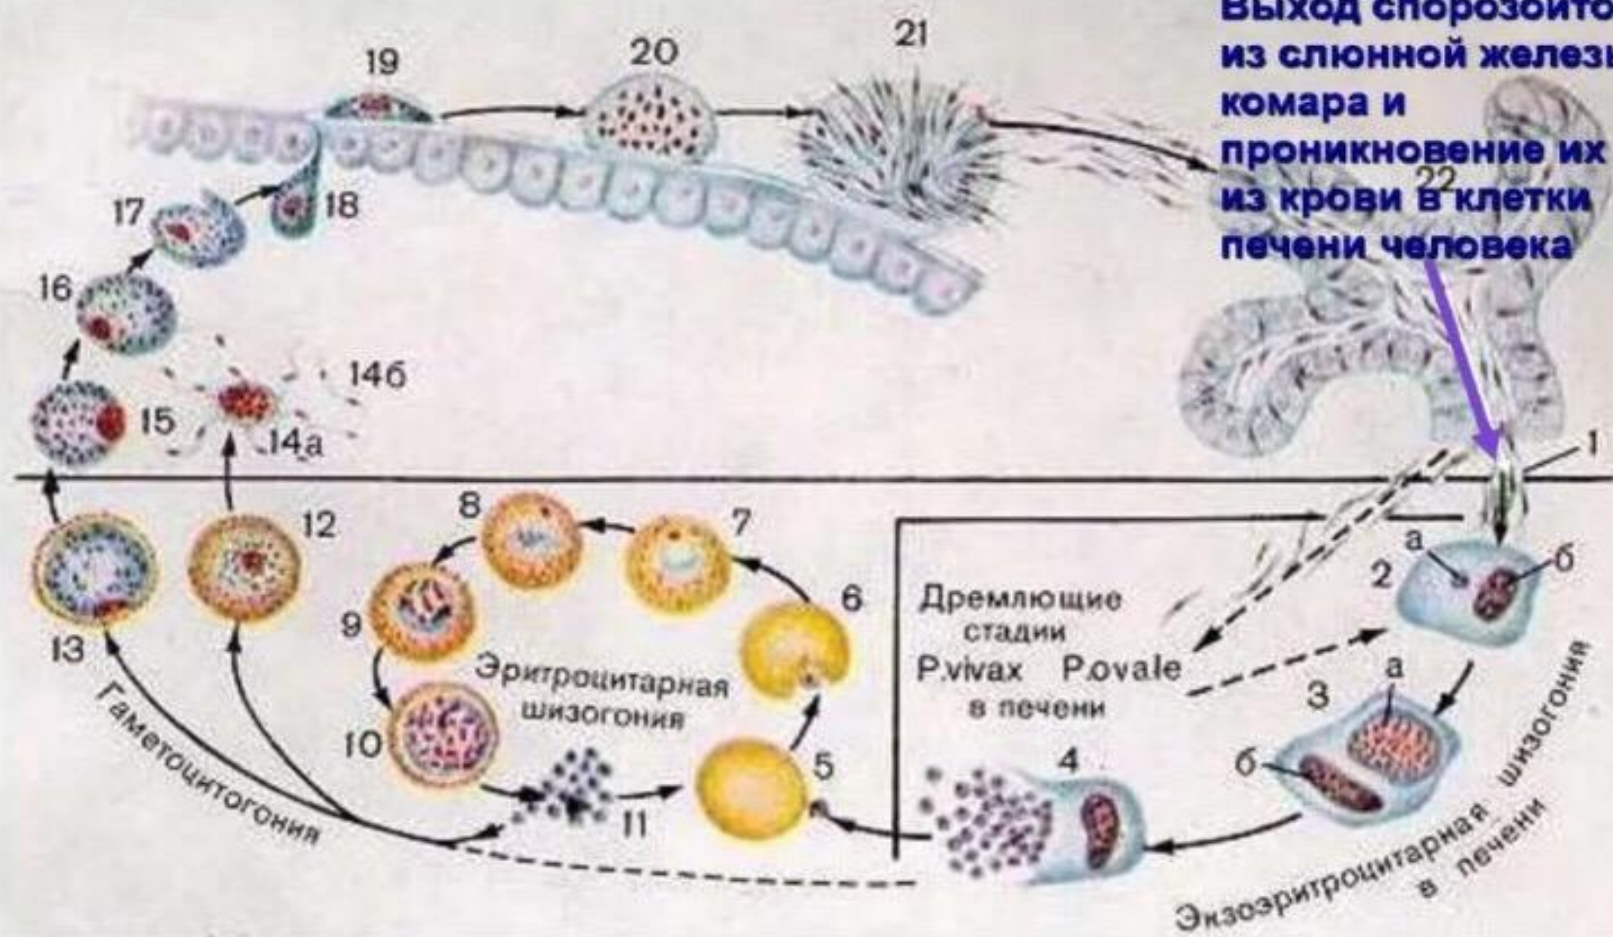 Выход спорозоито
из слюнной железы
комара и
проникновение их
из крови в клетки
печени человека
19
20
21
22
17
18
16
14б
15
14а
1
8
7
12
а
б
2
6
9
13
Дремлющие
стадии
P.vivax P.ovale
в печени
Эритроцитарная
шизогония
10
3
а
б
4
5
11
Гаметоцитогония
Экзоэритроцитарная шизогония
в печени